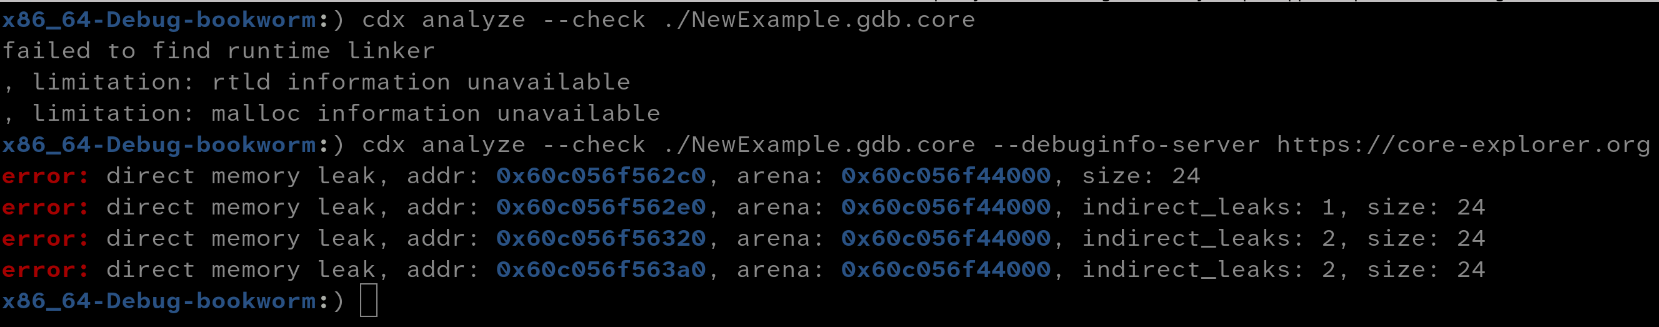 x86_64-Debug-bookworm:) cdx analyze --check ./NewExample.gdb.core
failed to find runtime linker
, limitation: rtld information unavailable
, limitation: malloc information unavailable
x86_64-Debug-bookworm:) cdx analyze --check ./NewExample.gdb.core --debuginfo-server https://core-explorer.org
error: direct memory leak, addr: 0x60c056f562c0, arena: 0x60c056f44000, size: 24
error: direct memory leak, addr: 0x60c056f562e0, arena: 0x60c056f44000, indirect_leaks: 1, size: 24
error: direct memory leak, addr: 0x60c056f56320, arena: 0x60c056f44000, indirect_leaks: 2, size: 24
error: direct memory leak, addr: 0x60c056f563a0, arena: 0x60c056f44000, indirect_leaks: 2, size: 24
x86_64-Debug-bookworm:)